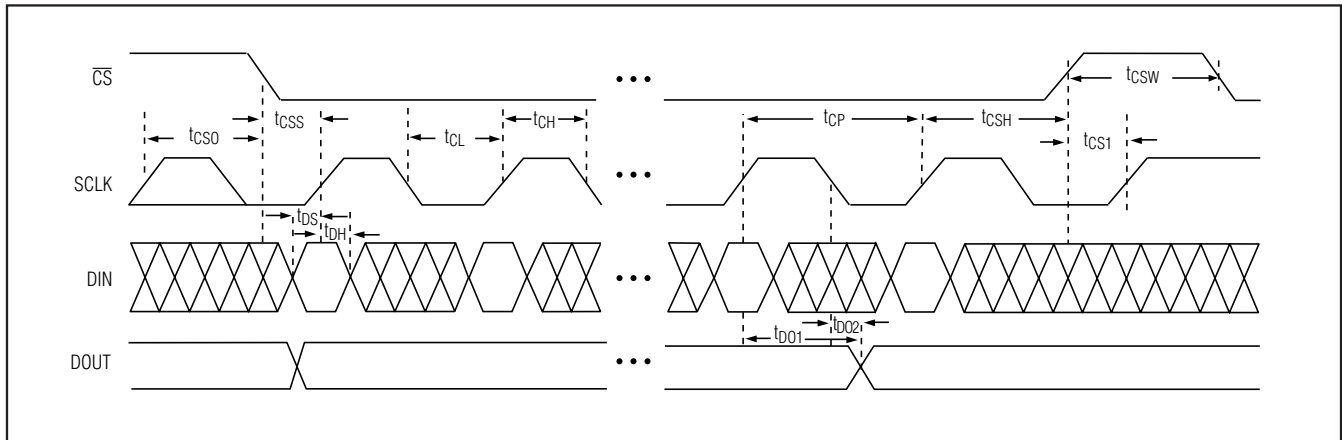 CS
• • •
tCSW
tCSS
tCH
tCS0
tCL
tCP
tCSH
tCS1
SCLK
• • •
tDS
tDH
DIN
• • •
tDO2
tDO1
DOUT
• • •